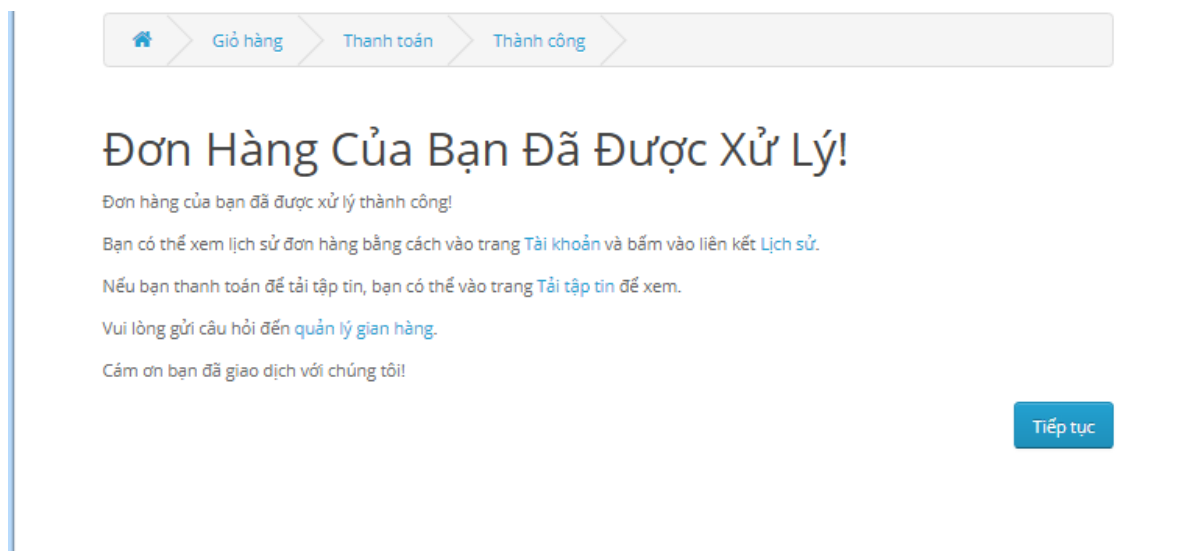 Giỏ hàng Thanh toán Thành công
Đơn Hàng Của Bạn Đã Được Xử Lý!
Đơn hàng của bạn đã được xử lý thành công!
Bạn có thể xem lịch sử đơn hàng bằng cách vào trang Tài khoản và bấm vào liên kết Lịch sử.
Nếu bạn thanh toán để tải tập tin, bạn có thể vào trang Tải tập tin để xem.
Vui lòng gửi câu hỏi đến quản lý gian hàng.
Cám ơn bạn đã giao dịch với chúng tôi!
Tiếp tục